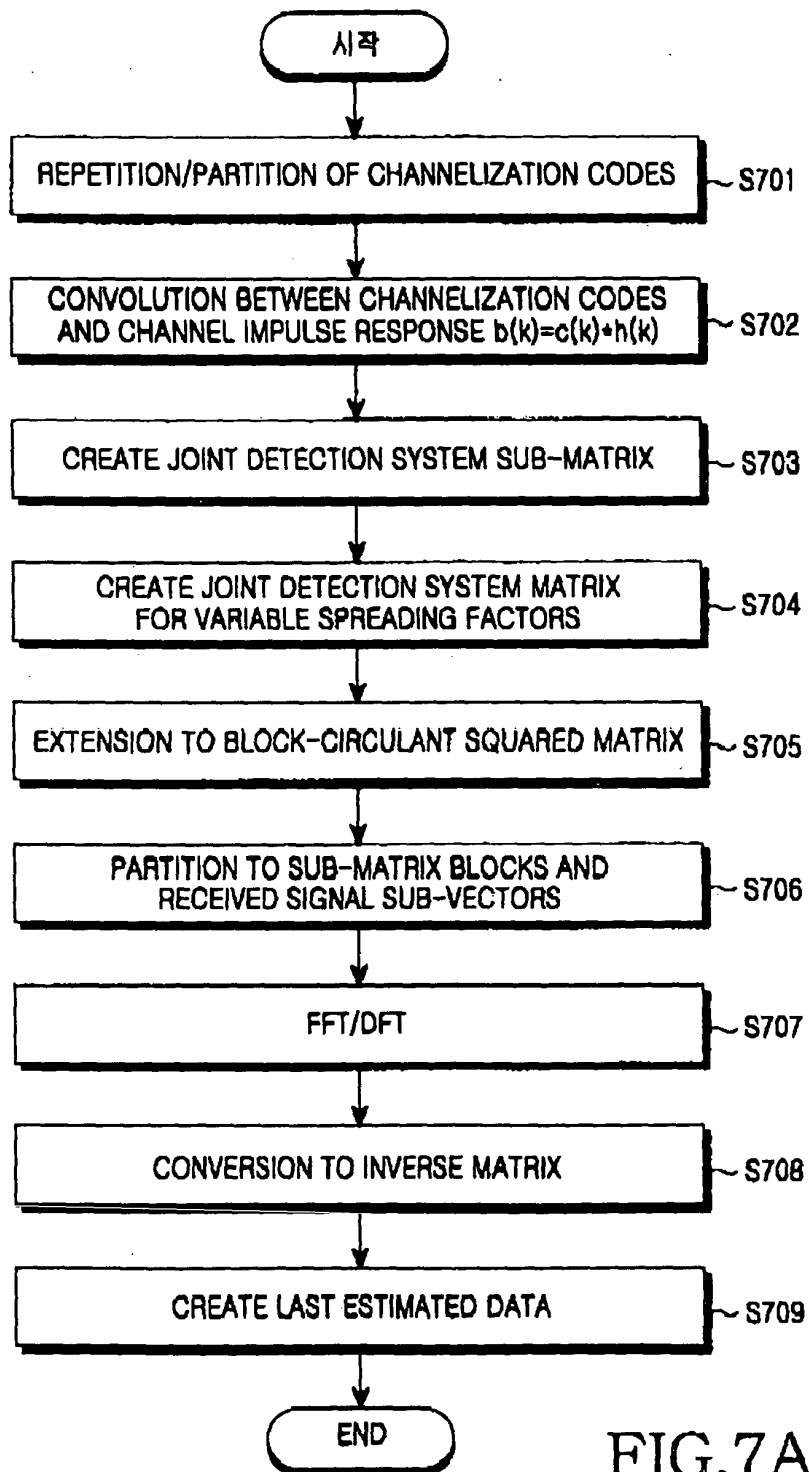 시작
REPETITION/PARTITION OF CHANNELIZATION CODES
S701
CONVOLUTION BETWEEN CHANNELIZATION CODES
AND CHANNEL IMPULSE RESPONSE b(k)=c(k)*h(k)
S702
CREATE JOINT DETECTION SYSTEM SUB-MATRIX
S703
CREATE JOINT DETECTION SYSTEM MATRIX
FOR VARIABLE SPREADING FACTORS
S704
EXTENSION TO BLOCK-CIRCULANT SQUARED MATRIX
S705
PARTITION TO SUB-MATRIX BLOCKS AND
RECEIVED SIGNAL SUB-VECTORS
S706
FFT/DFT
S707
CONVERSION TO INVERSE MATRIX
S708
CREATE LAST ESTIMATED DATA
S709
END
FIG.7A